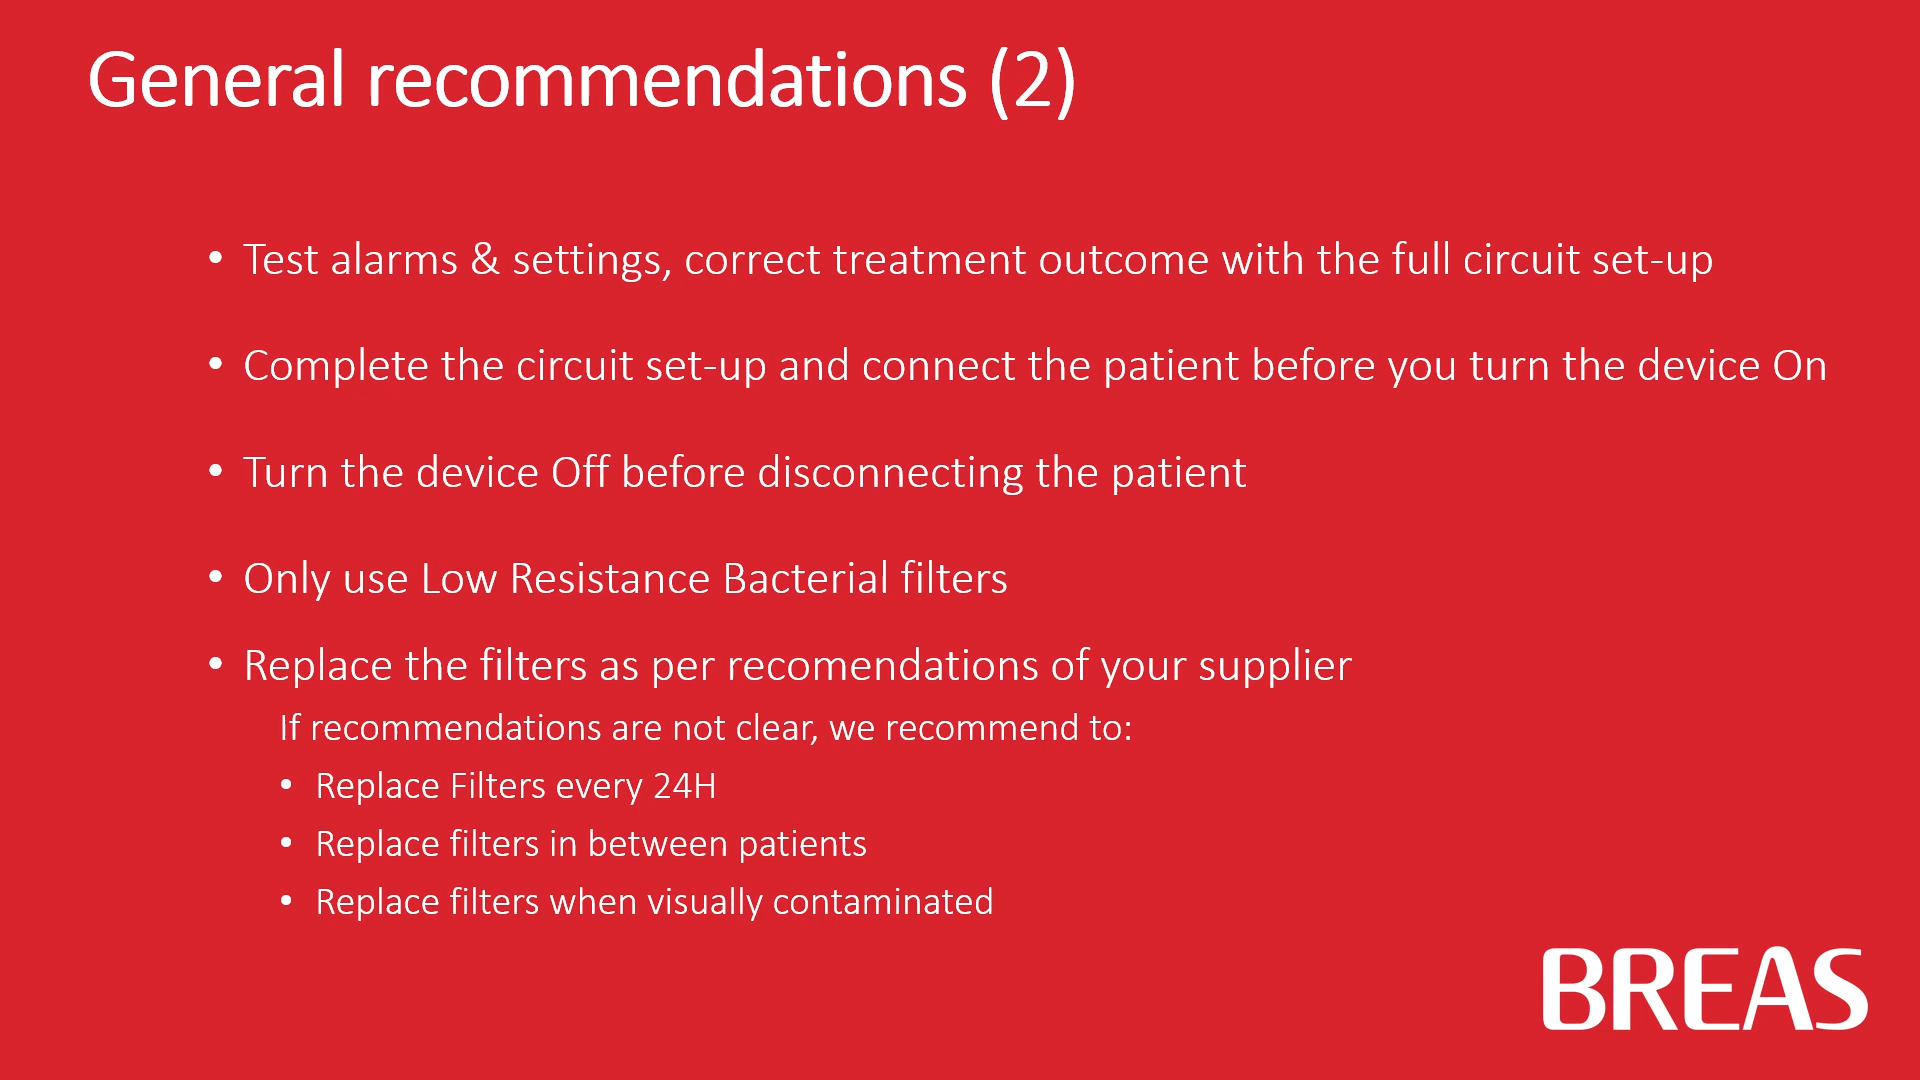 General recommendations (2)
• Test alarms & settings, correct treatment outcome with the full circuit set-up
• Complete the circuit set-up and connect the patient before you turn the device On
• Turn the device Off before disconnecting the patient
• Only use Low Resistance Bacterial filters
• Replace the filters as per recomendations of your supplier
If recommendations are not clear, we recommend to:
• Replace Filters every 24H
• Replace filters in between patients
• Replace filters when visually contaminated
BREAS